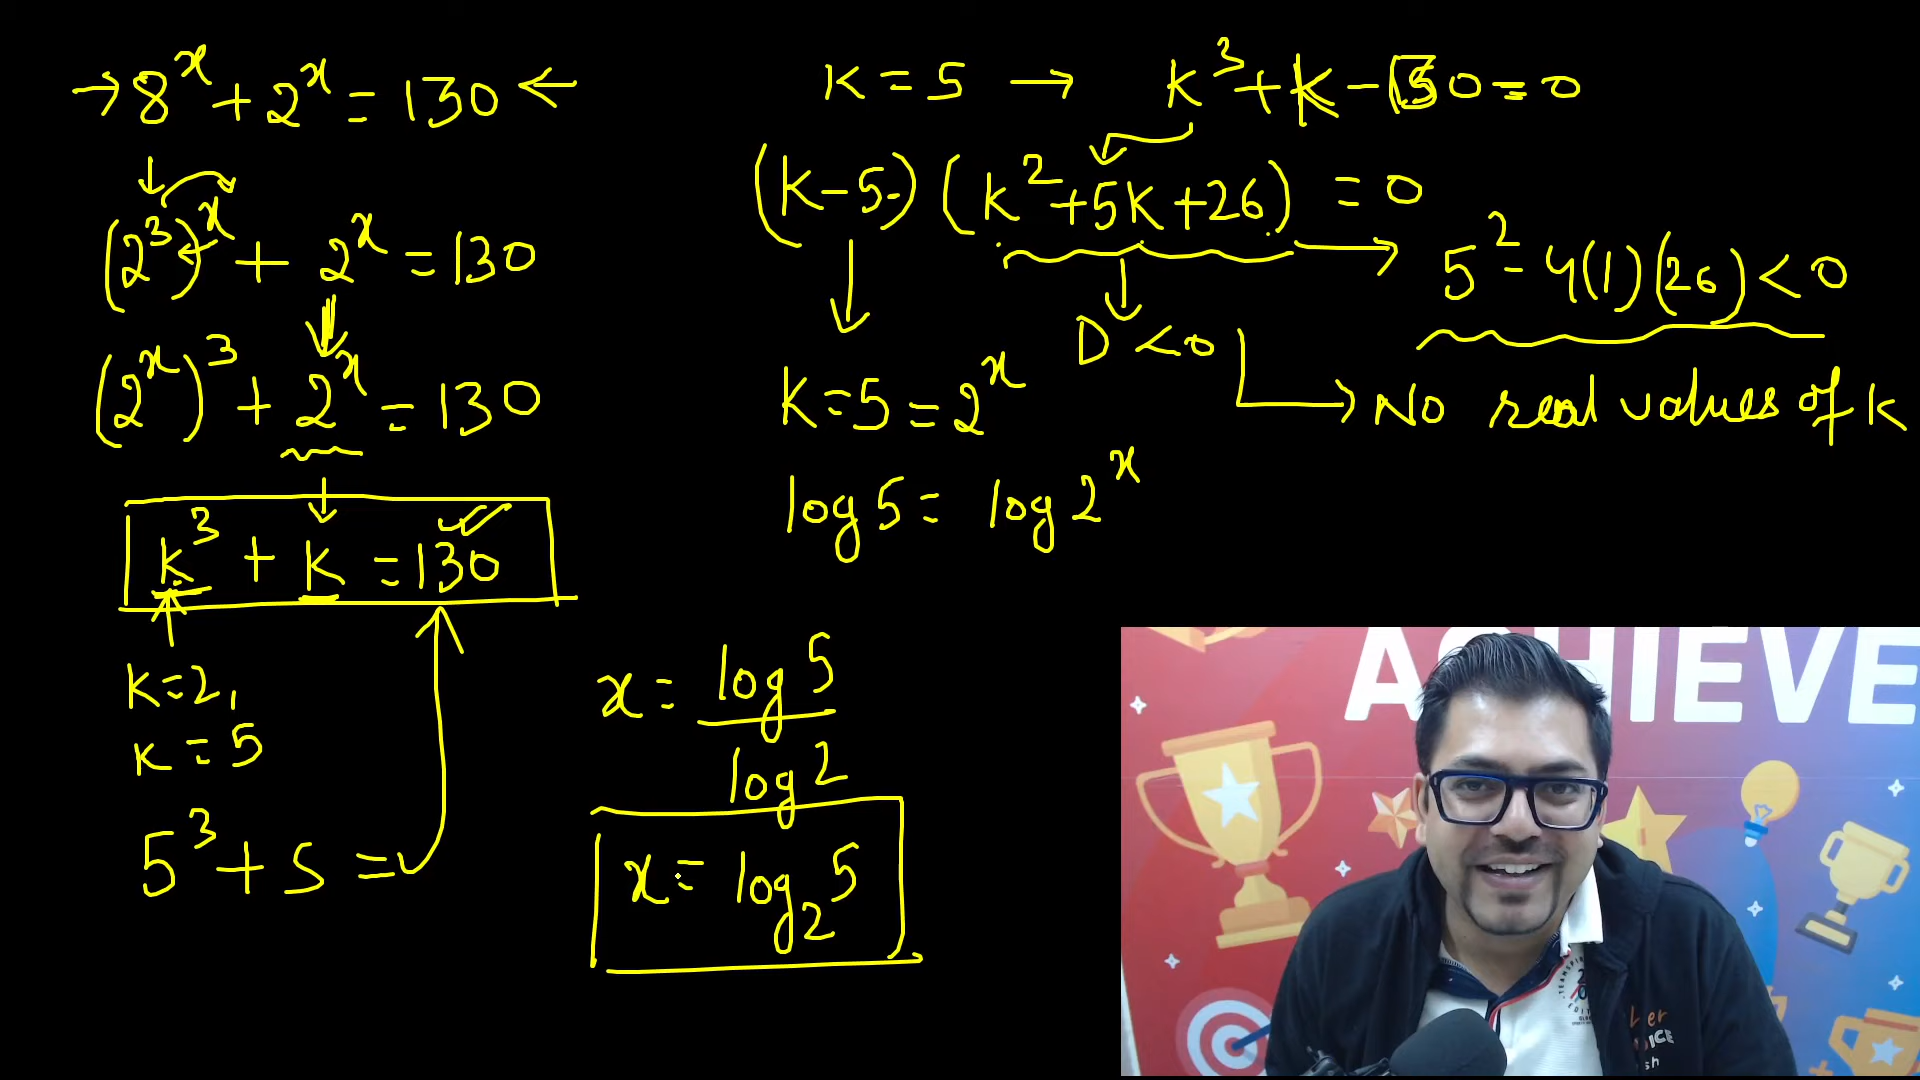 → 8^x + 2^x = 130 ←
(2^3)^x + 2^x = 130
(2^x)^3 + 2^x = 130
k^3 + k = 130
k = 2,
k = 5
5^3 + 5 =
k = 5 → k^3 + k - 130 = 0
(k - 5) (k^2 + 5k + 26) = 0
5^2 - 4(1)(26) < 0
D < 0
No real values of k
k = 5 = 2^x
log 5 = log 2^x
x = log 5 / log 2
x = log_2 5
ACHIEVE